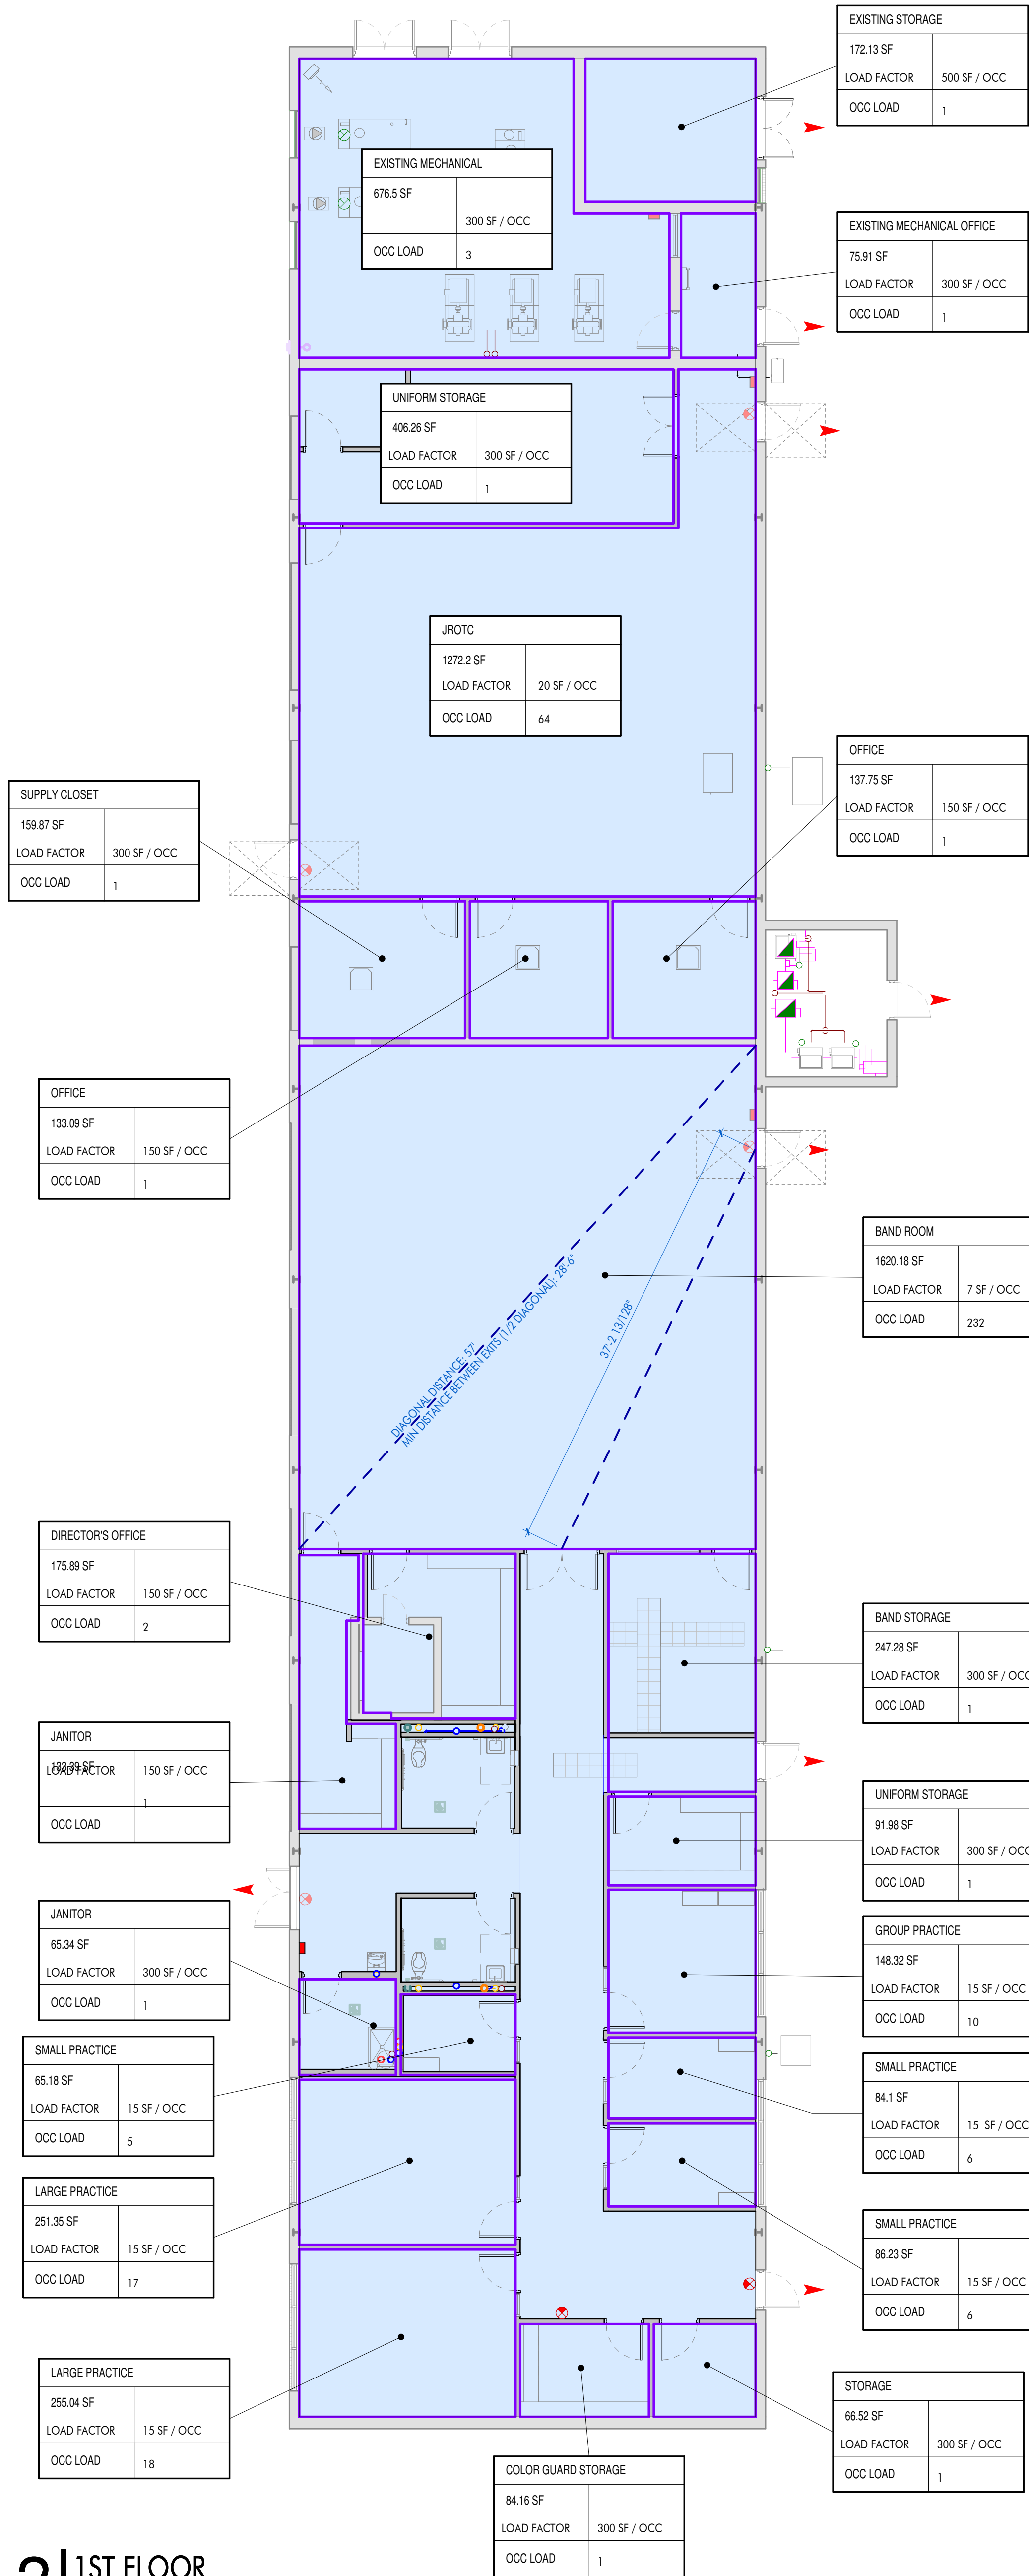 EXISTING STORAGE
172.13 SF
LOAD FACTOR 500 SF / OCC
OCC LOAD 1
EXISTING MECHANICAL
676.5 SF
300 SF / OCC
OCC LOAD 3
EXISTING MECHANICAL OFFICE
75.91 SF
LOAD FACTOR 300 SF / OCC
OCC LOAD 1
UNIFORM STORAGE
406.26 SF
LOAD FACTOR 300 SF / OCC
OCC LOAD 1
JROTC
1272.2 SF
LOAD FACTOR 20 SF / OCC
OCC LOAD 64
OFFICE
137.75 SF
LOAD FACTOR 150 SF / OCC
OCC LOAD 1
SUPPLY CLOSET
159.87 SF
LOAD FACTOR 300 SF / OCC
OCC LOAD 1
OFFICE
133.09 SF
LOAD FACTOR 150 SF / OCC
OCC LOAD 1
BAND ROOM
1620.18 SF
LOAD FACTOR 7 SF / OCC
OCC LOAD 232
DIAGONAL DISTANCE: 57'
MIN DISTANCE BETWEEN EXITS (1/2 DIAGONAL): 28'-6"
37'-2 13/128"
DIRECTOR'S OFFICE
175.89 SF
LOAD FACTOR 150 SF / OCC
OCC LOAD 2
BAND STORAGE
247.28 SF
LOAD FACTOR 300 SF / OCC
OCC LOAD 1
JANITOR
133.39 SF
LOAD FACTOR 150 SF / OCC
1
OCC LOAD
UNIFORM STORAGE
91.98 SF
LOAD FACTOR 300 SF / OCC
OCC LOAD 1
JANITOR
65.34 SF
LOAD FACTOR 300 SF / OCC
OCC LOAD 1
GROUP PRACTICE
148.32 SF
LOAD FACTOR 15 SF / OCC
OCC LOAD 10
SMALL PRACTICE
65.18 SF
LOAD FACTOR 15 SF / OCC
OCC LOAD 5
SMALL PRACTICE
84.1 SF
LOAD FACTOR 15 SF / OCC
OCC LOAD 6
LARGE PRACTICE
251.35 SF
LOAD FACTOR 15 SF / OCC
OCC LOAD 17
SMALL PRACTICE
86.23 SF
LOAD FACTOR 15 SF / OCC
OCC LOAD 6
LARGE PRACTICE
255.04 SF
LOAD FACTOR 15 SF / OCC
OCC LOAD 18
STORAGE
66.52 SF
LOAD FACTOR 300 SF / OCC
OCC LOAD 1
COLOR GUARD STORAGE
84.16 SF
LOAD FACTOR 300 SF / OCC
OCC LOAD 1
1ST FLOOR